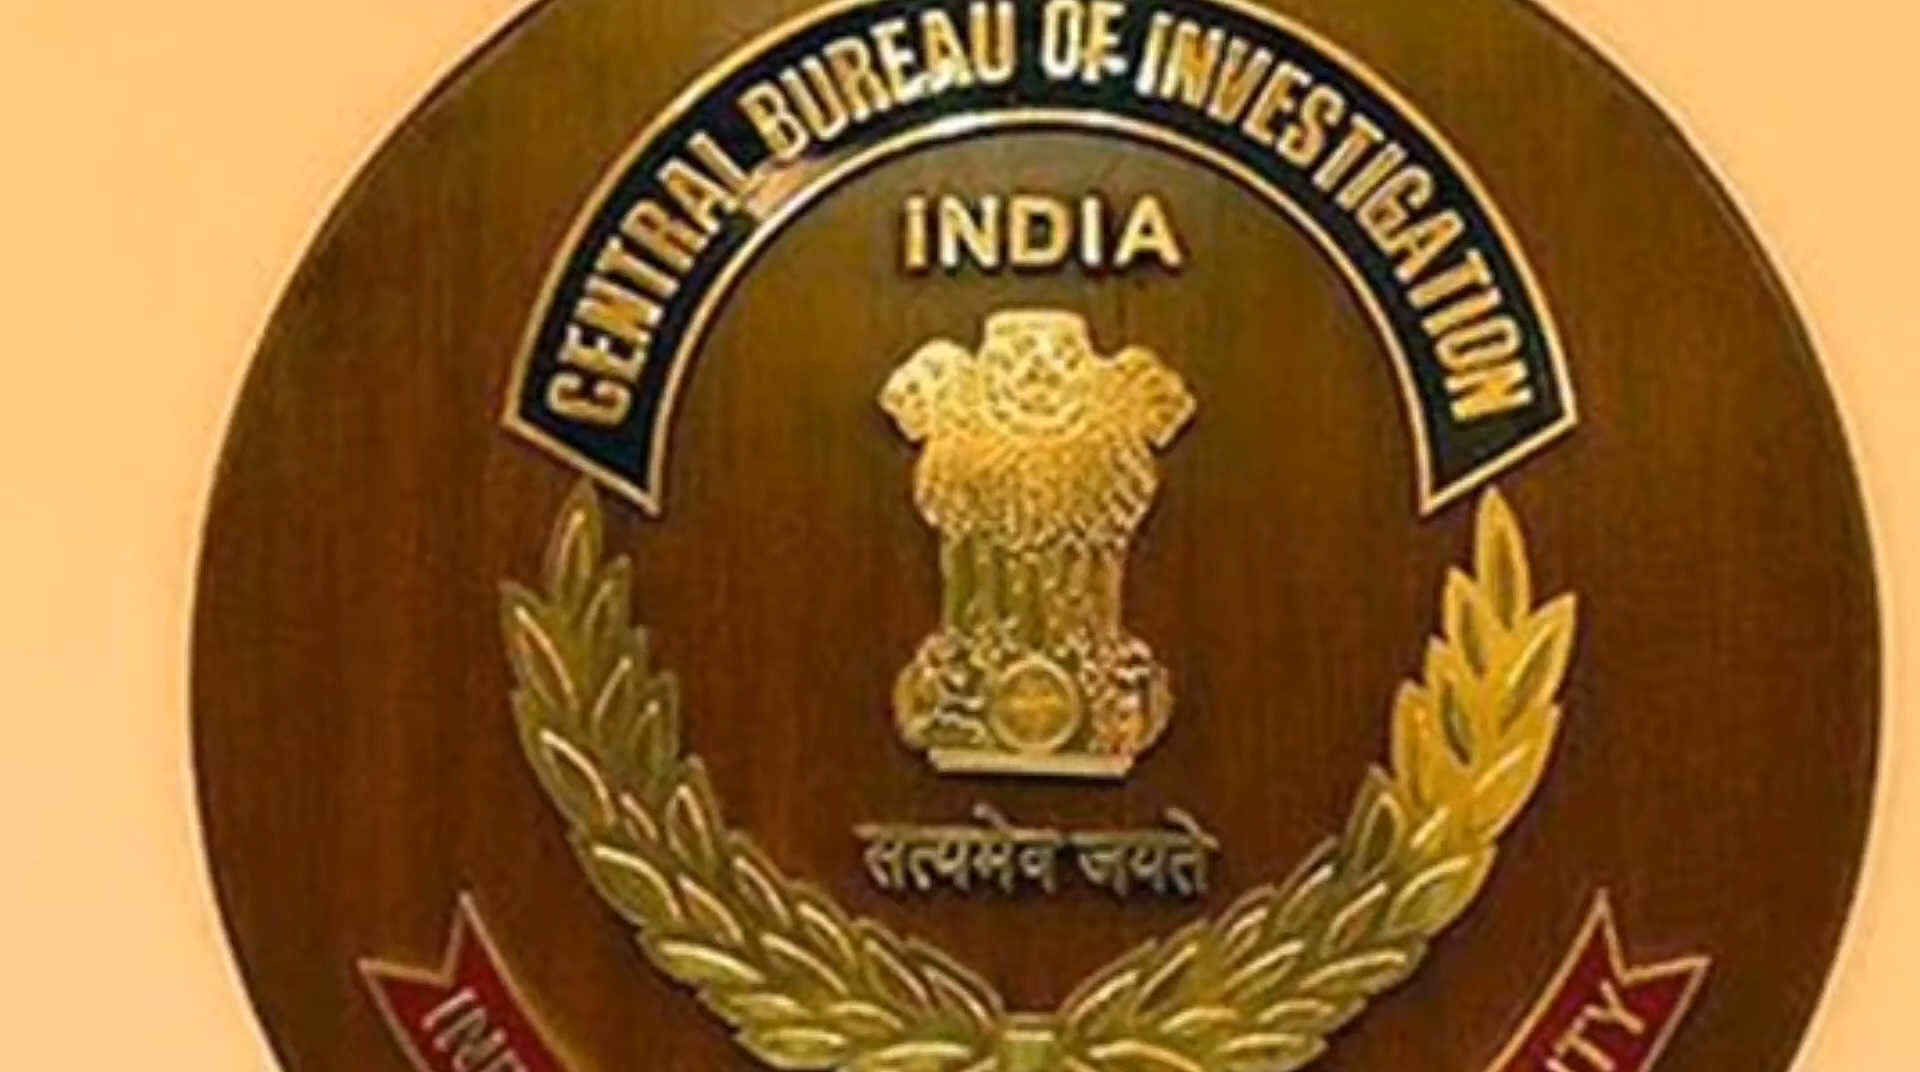 CENTRAL BUREAU OF INVESTIGATION
INDIA
सत्यमेव जयते